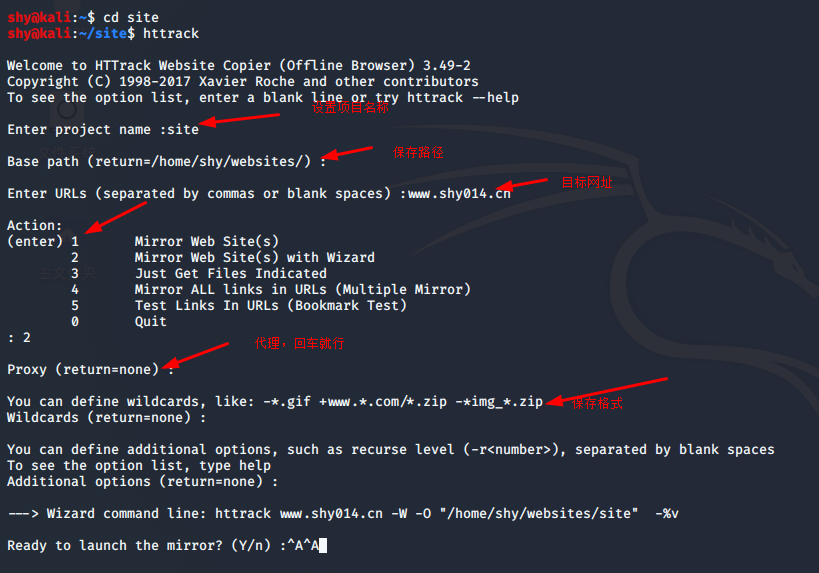 shy@kali:~$ cd site
shy@kali:~/site$ httrack
Welcome to HTTrack Website Copier (Offline Browser) 3.49-2
Copyright (C) 1998-2017 Xavier Roche and other contributors
To see the option list, enter a blank line or try httrack --help
设置项目名称
Enter project name :site
Base path (return=/home/shy/websites/) :
保存路径
Enter URLs (separated by commas or blank spaces) :www.shy014.cn
目标网址
Action:
(enter) 1 Mirror Web Site(s)
2 Mirror Web Site(s) with Wizard
3 Just Get Files Indicated
4 Mirror ALL links in URLs (Multiple Mirror)
5 Test Links In URLs (Bookmark Test)
0 Quit
: 2
代理，回车就行
Proxy (return=none) :
You can define wildcards, like: -*.gif +www.*.com/*.zip -*img_*.zip
保存格式
Wildcards (return=none) :
You can define additional options, such as recurse level (-r<number>), separated by blank spaces
To see the option list, type help
Additional options (return=none) :
---> Wizard command line: httrack www.shy014.cn -W -O "/home/shy/websites/site" -%v
Ready to launch the mirror? (Y/n) :^A^A